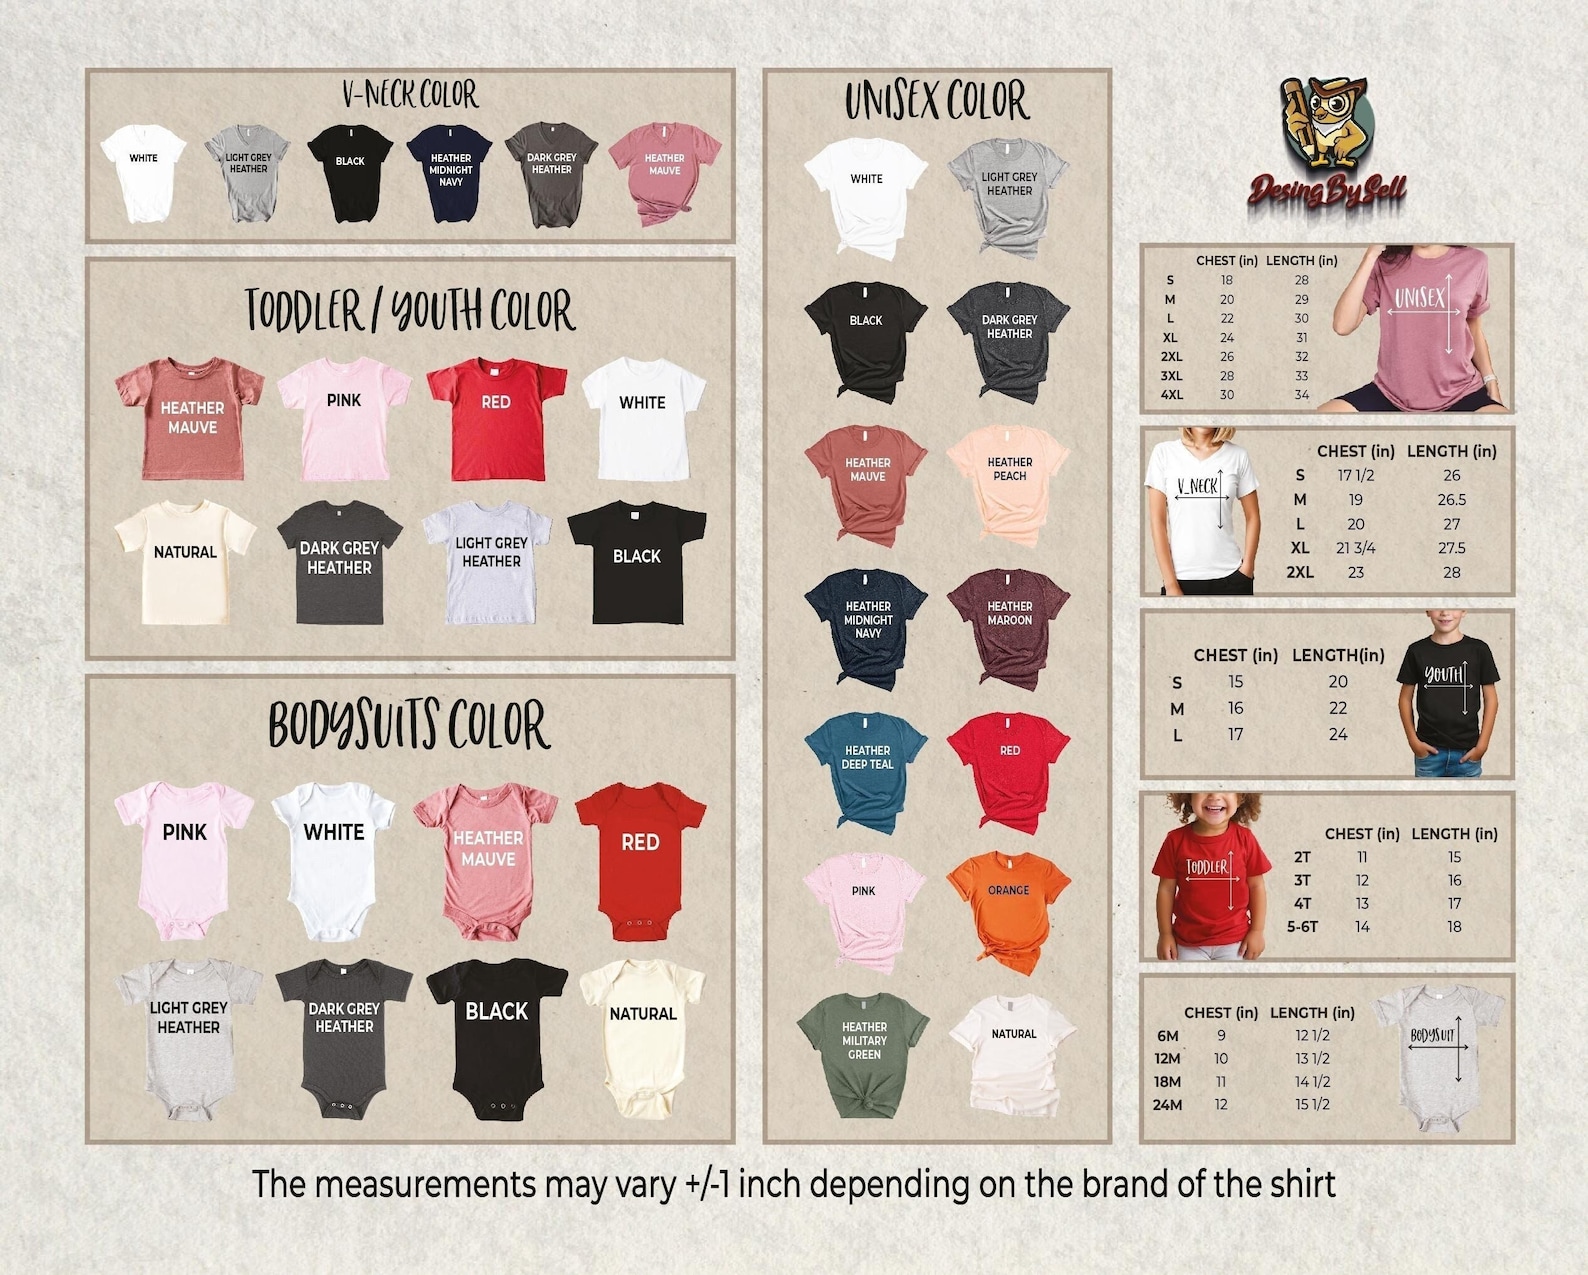 V-NECK COLOR
WHITE
LIGHT GREY
HEATHER
BLACK
HEATHER
MIDNIGHT
NAVY
DARK GREY
HEATHER
HEATHER
MAUVE
TODDLER / YOUTH COLOR
HEATHER
MAUVE
PINK
RED
WHITE
NATURAL
DARK GREY
HEATHER
LIGHT GREY
HEATHER
BLACK
BODYSUITS COLOR
PINK
WHITE
HEATHER
MAUVE
RED
LIGHT GREY
HEATHER
DARK GREY
HEATHER
BLACK
NATURAL
UNISEX COLOR
WHITE
LIGHT GREY
HEATHER
BLACK
DARK GREY
HEATHER
HEATHER
MAUVE
HEATHER
PEACH
HEATHER
MIDNIGHT
NAVY
HEATHER
MAROON
HEATHER
DEEP TEAL
RED
PINK
ORANGE
HEATHER
MILITARY
GREEN
NATURAL
DesingBySell
CHEST (in) LENGTH (in)
S 18 28
M 20 29
L 22 30
XL 24 31
2XL 26 32
3XL 28 33
4XL 30 34
UNISEX
V_NECK
CHEST (in) LENGTH (in)
S 17 1/2 26
M 19 26.5
L 20 27
XL 21 3/4 27.5
2XL 23 28
CHEST (in) LENGTH(in)
S 15 20
M 16 22
L 17 24
YOUTH
TODDLER
CHEST (in) LENGTH (in)
2T 11 15
3T 12 16
4T 13 17
5-6T 14 18
CHEST (in) LENGTH (in)
6M 9 12 1/2
12M 10 13 1/2
18M 11 14 1/2
24M 12 15 1/2
BODYSUIT
The measurements may vary +/-1 inch depending on the brand of the shirt